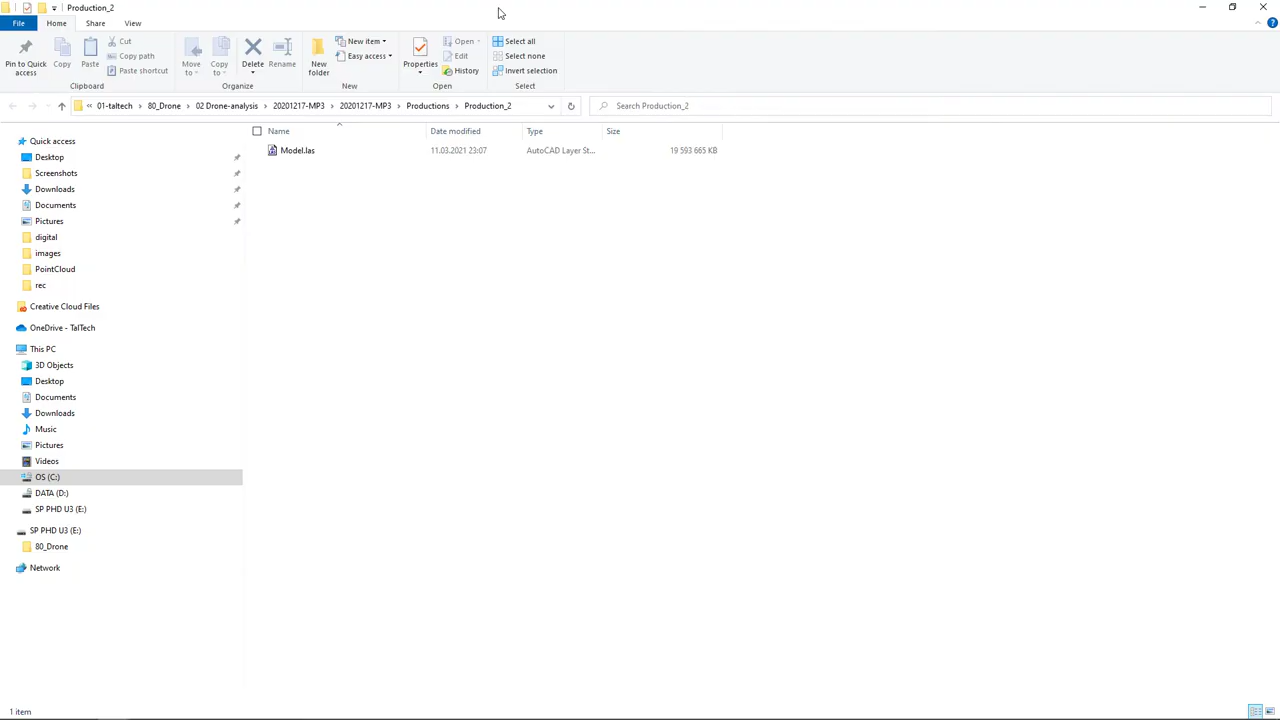 Production_2
File Home Share View
Pin to Quick access
Copy
Paste
Cut
Copy path
Paste shortcut
Clipboard
Move to
Copy to
Delete
Rename
Organize
New folder
New item
Easy access
New
Properties
Open
Edit
History
Open
Select all
Select none
Invert selection
Select
« 01-taltech › 80_Drone › 02 Drone-analysis › 20201217-MP3 › 20201217-MP3 › Productions › Production_2
Search Production_2
Name Date modified Type Size
Model.las 11.03.2021 23:07 AutoCAD Layer St... 19 593 665 KB
Quick access
Desktop
Screenshots
Downloads
Documents
Pictures
digital
images
PointCloud
rec
Creative Cloud Files
OneDrive - TalTech
This PC
3D Objects
Desktop
Documents
Downloads
Music
Pictures
Videos
OS (C:)
DATA (D:)
SP PHD U3 (E:)
SP PHD U3 (E:)
80_Drone
Network
1 item